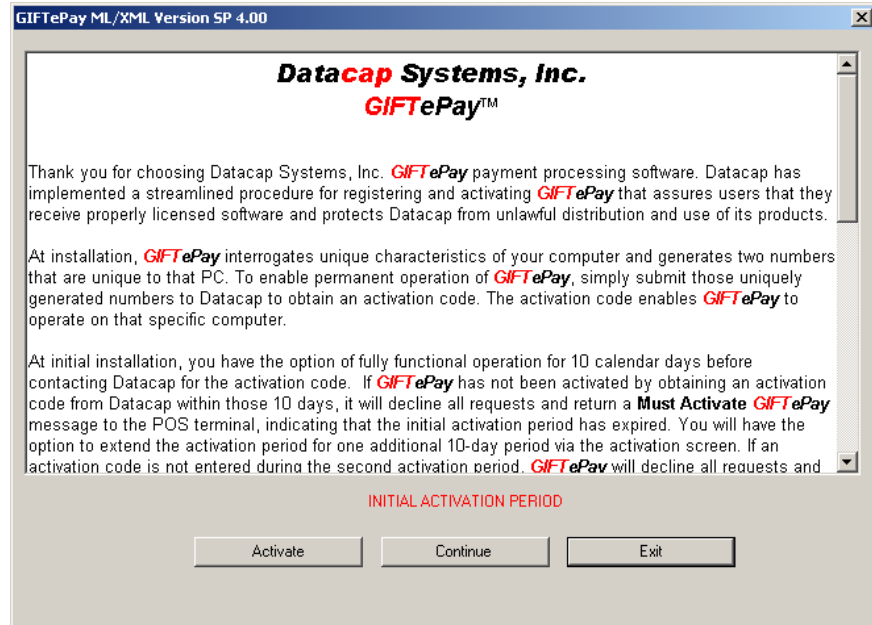 GIFTePay ML/XML Version SP 4.00
Datacap Systems, Inc.
GIFTePay™
Thank you for choosing Datacap Systems, Inc. GIFTePay payment processing software. Datacap has
implemented a streamlined procedure for registering and activating GIFTePay that assures users that they
receive properly licensed software and protects Datacap from unlawful distribution and use of its products.
At installation, GIFTePay interrogates unique characteristics of your computer and generates two numbers
that are unique to that PC. To enable permanent operation of GIFTePay, simply submit those uniquely
generated numbers to Datacap to obtain an activation code. The activation code enables GIFTePay to
operate on that specific computer.
At initial installation, you have the option of fully functional operation for 10 calendar days before
contacting Datacap for the activation code. If GIFTePay has not been activated by obtaining an activation
code from Datacap within those 10 days, it will decline all requests and return a Must Activate GIFTePay
message to the POS terminal, indicating that the initial activation period has expired. You will have the
option to extend the activation period for one additional 10-day period via the activation screen. If an
activation code is not entered during the second activation period, GIFTePay will decline all requests and
INITIAL ACTIVATION PERIOD
Activate Continue Exit